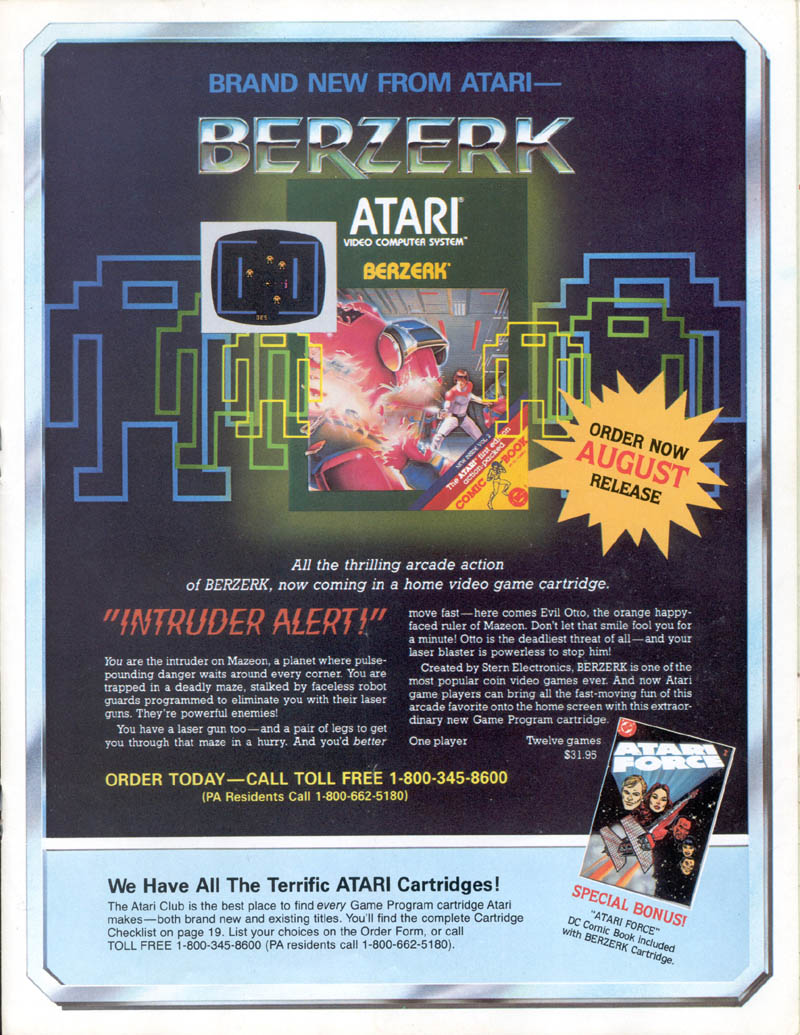 BRAND NEW FROM ATARI—
BERZERK
ATARI®
VIDEO COMPUTER SYSTEM™
BERZERK®
ORDER NOW
AUGUST
RELEASE
The ATARI® first edition
action packed
COMIC BOOK
All the thrilling arcade action
of BERZERK, now coming in a home video game cartridge.
"INTRUDER ALERT!"
You are the intruder on Mazeon, a planet where pulse-
pounding danger waits around every corner. You are
trapped in a deadly maze, stalked by faceless robot
guards programmed to eliminate you with their laser
guns. They're powerful enemies!
You have a laser gun too—and a pair of legs to get
you through that maze in a hurry. And you'd better
move fast—here comes Evil Otto, the orange happy-
faced ruler of Mazeon. Don't let that smile fool you for
a minute! Otto is the deadliest threat of all—and your
laser blaster is powerless to stop him!
Created by Stern Electronics, BERZERK is one of the
most popular coin video games ever. And now Atari
game players can bring all the fast-moving fun of this
arcade favorite onto the home screen with this extraor-
dinary new Game Program cartridge.
One player Twelve games
$31.95
ORDER TODAY—CALL TOLL FREE 1-800-345-8600
(PA Residents Call 1-800-662-5180)
ATARI
FORCE
SPECIAL BONUS!
"ATARI FORCE"
DC Comic Book included
with BERZERK Cartridge.
We Have All The Terrific ATARI Cartridges!
The Atari Club is the best place to find every Game Program cartridge Atari
makes—both brand new and existing titles. You'll find the complete Cartridge
Checklist on page 19. List your choices on the Order Form, or call
TOLL FREE 1-800-345-8600 (PA residents call 1-800-662-5180).